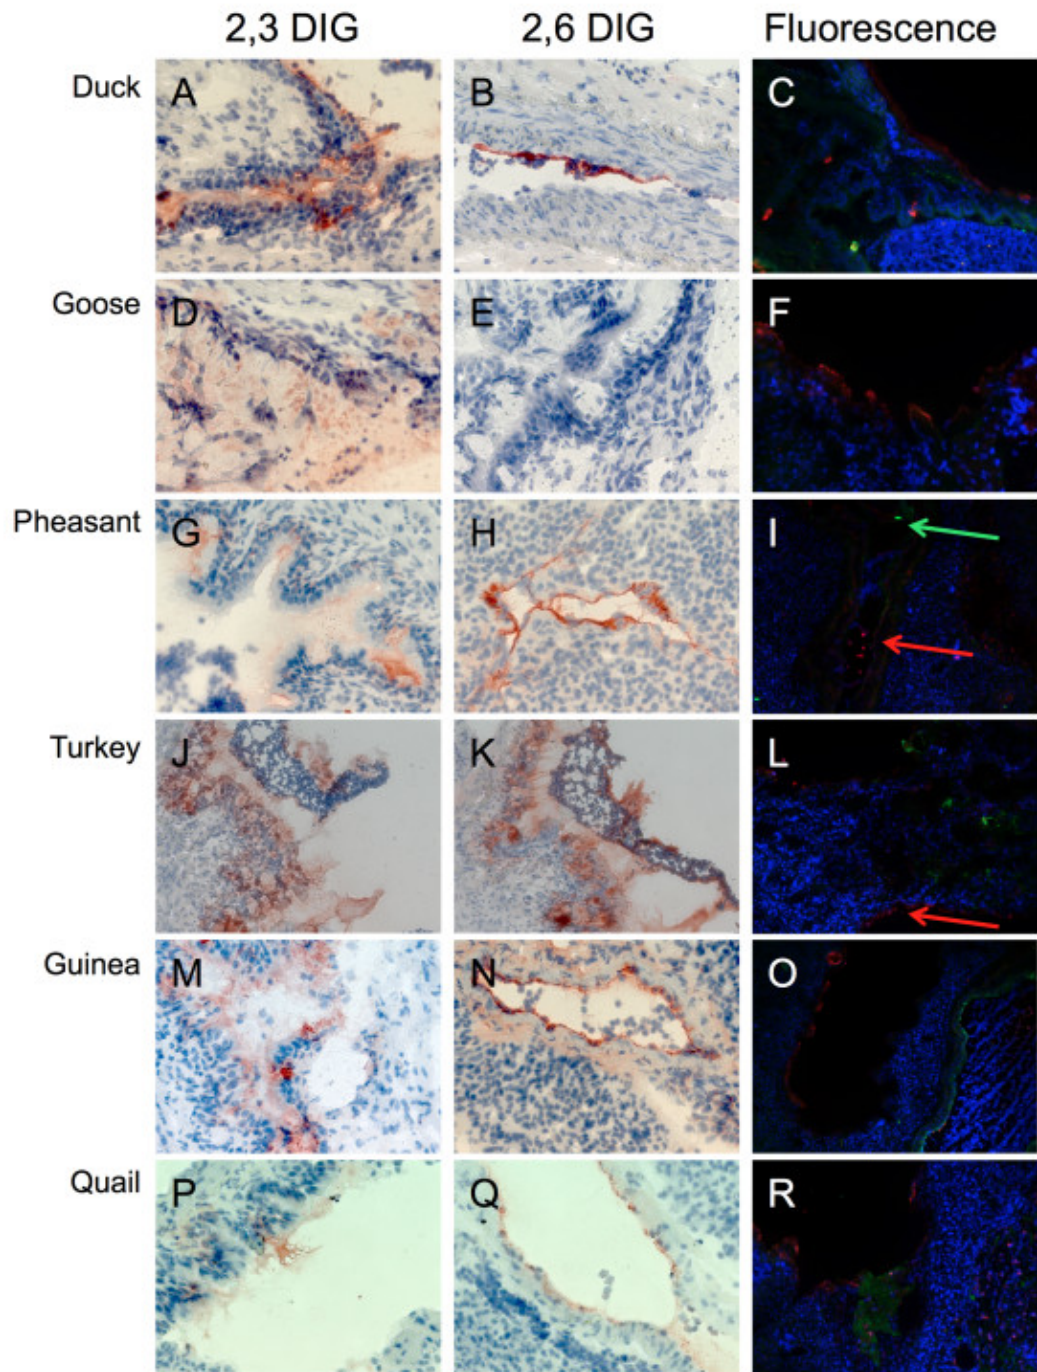 2,3 DIG 2,6 DIG Fluorescence
Duck A B C
Goose D E F
Pheasant G H I
Turkey J K L
Guinea M N O
Quail P Q R